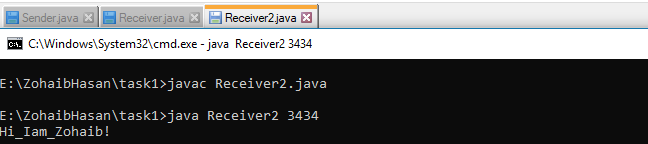 Sender.java Receiver.java Receiver2.java
C:\Windows\System32\cmd.exe - java Receiver2 3434
E:\ZohaibHasan\task1>javac Receiver2.java
E:\ZohaibHasan\task1>java Receiver2 3434
Hi_Iam_Zohaib!